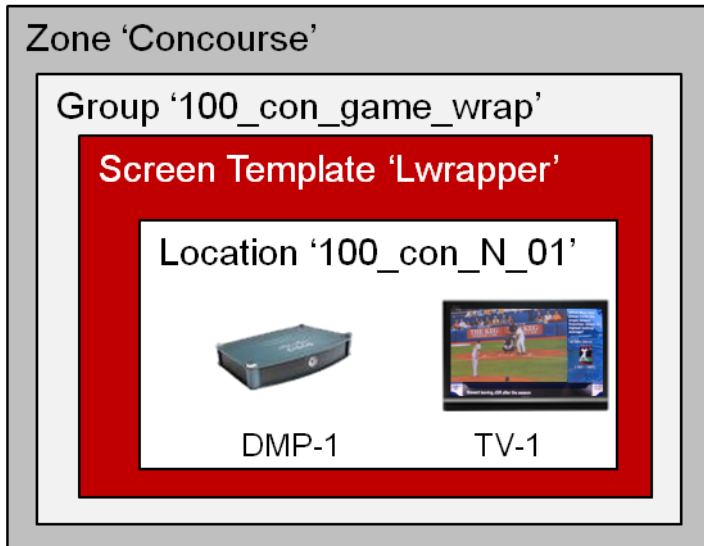 Zone ‘Concourse’
Group ‘100_con_game_wrap’
Screen Template ‘Lwrapper’
Location ‘100_con_N_01’
DMP-1
TV-1